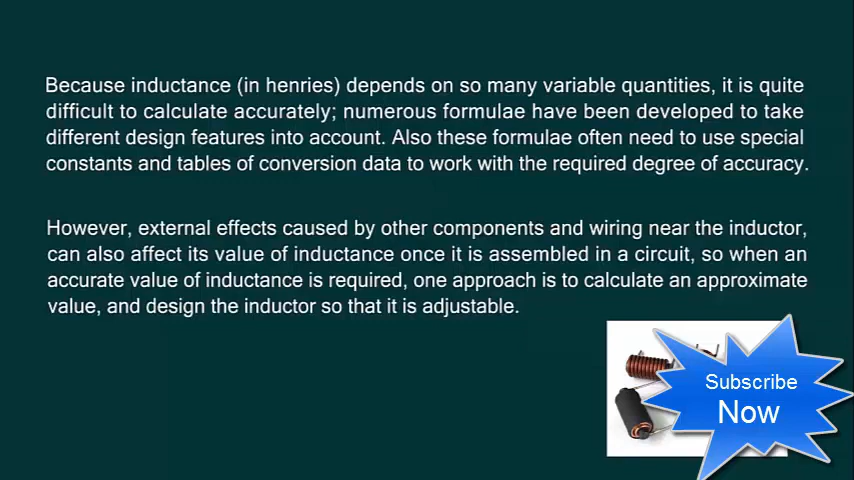 Because inductance (in henries) depends on so many variable quantities, it is quite
difficult to calculate accurately; numerous formulae have been developed to take
different design features into account. Also these formulae often need to use special
constants and tables of conversion data to work with the required degree of accuracy.
However, external effects caused by other components and wiring near the inductor,
can also affect its value of inductance once it is assembled in a circuit, so when an
accurate value of inductance is required, one approach is to calculate an approximate
value, and design the inductor so that it is adjustable.
Subscribe
Now